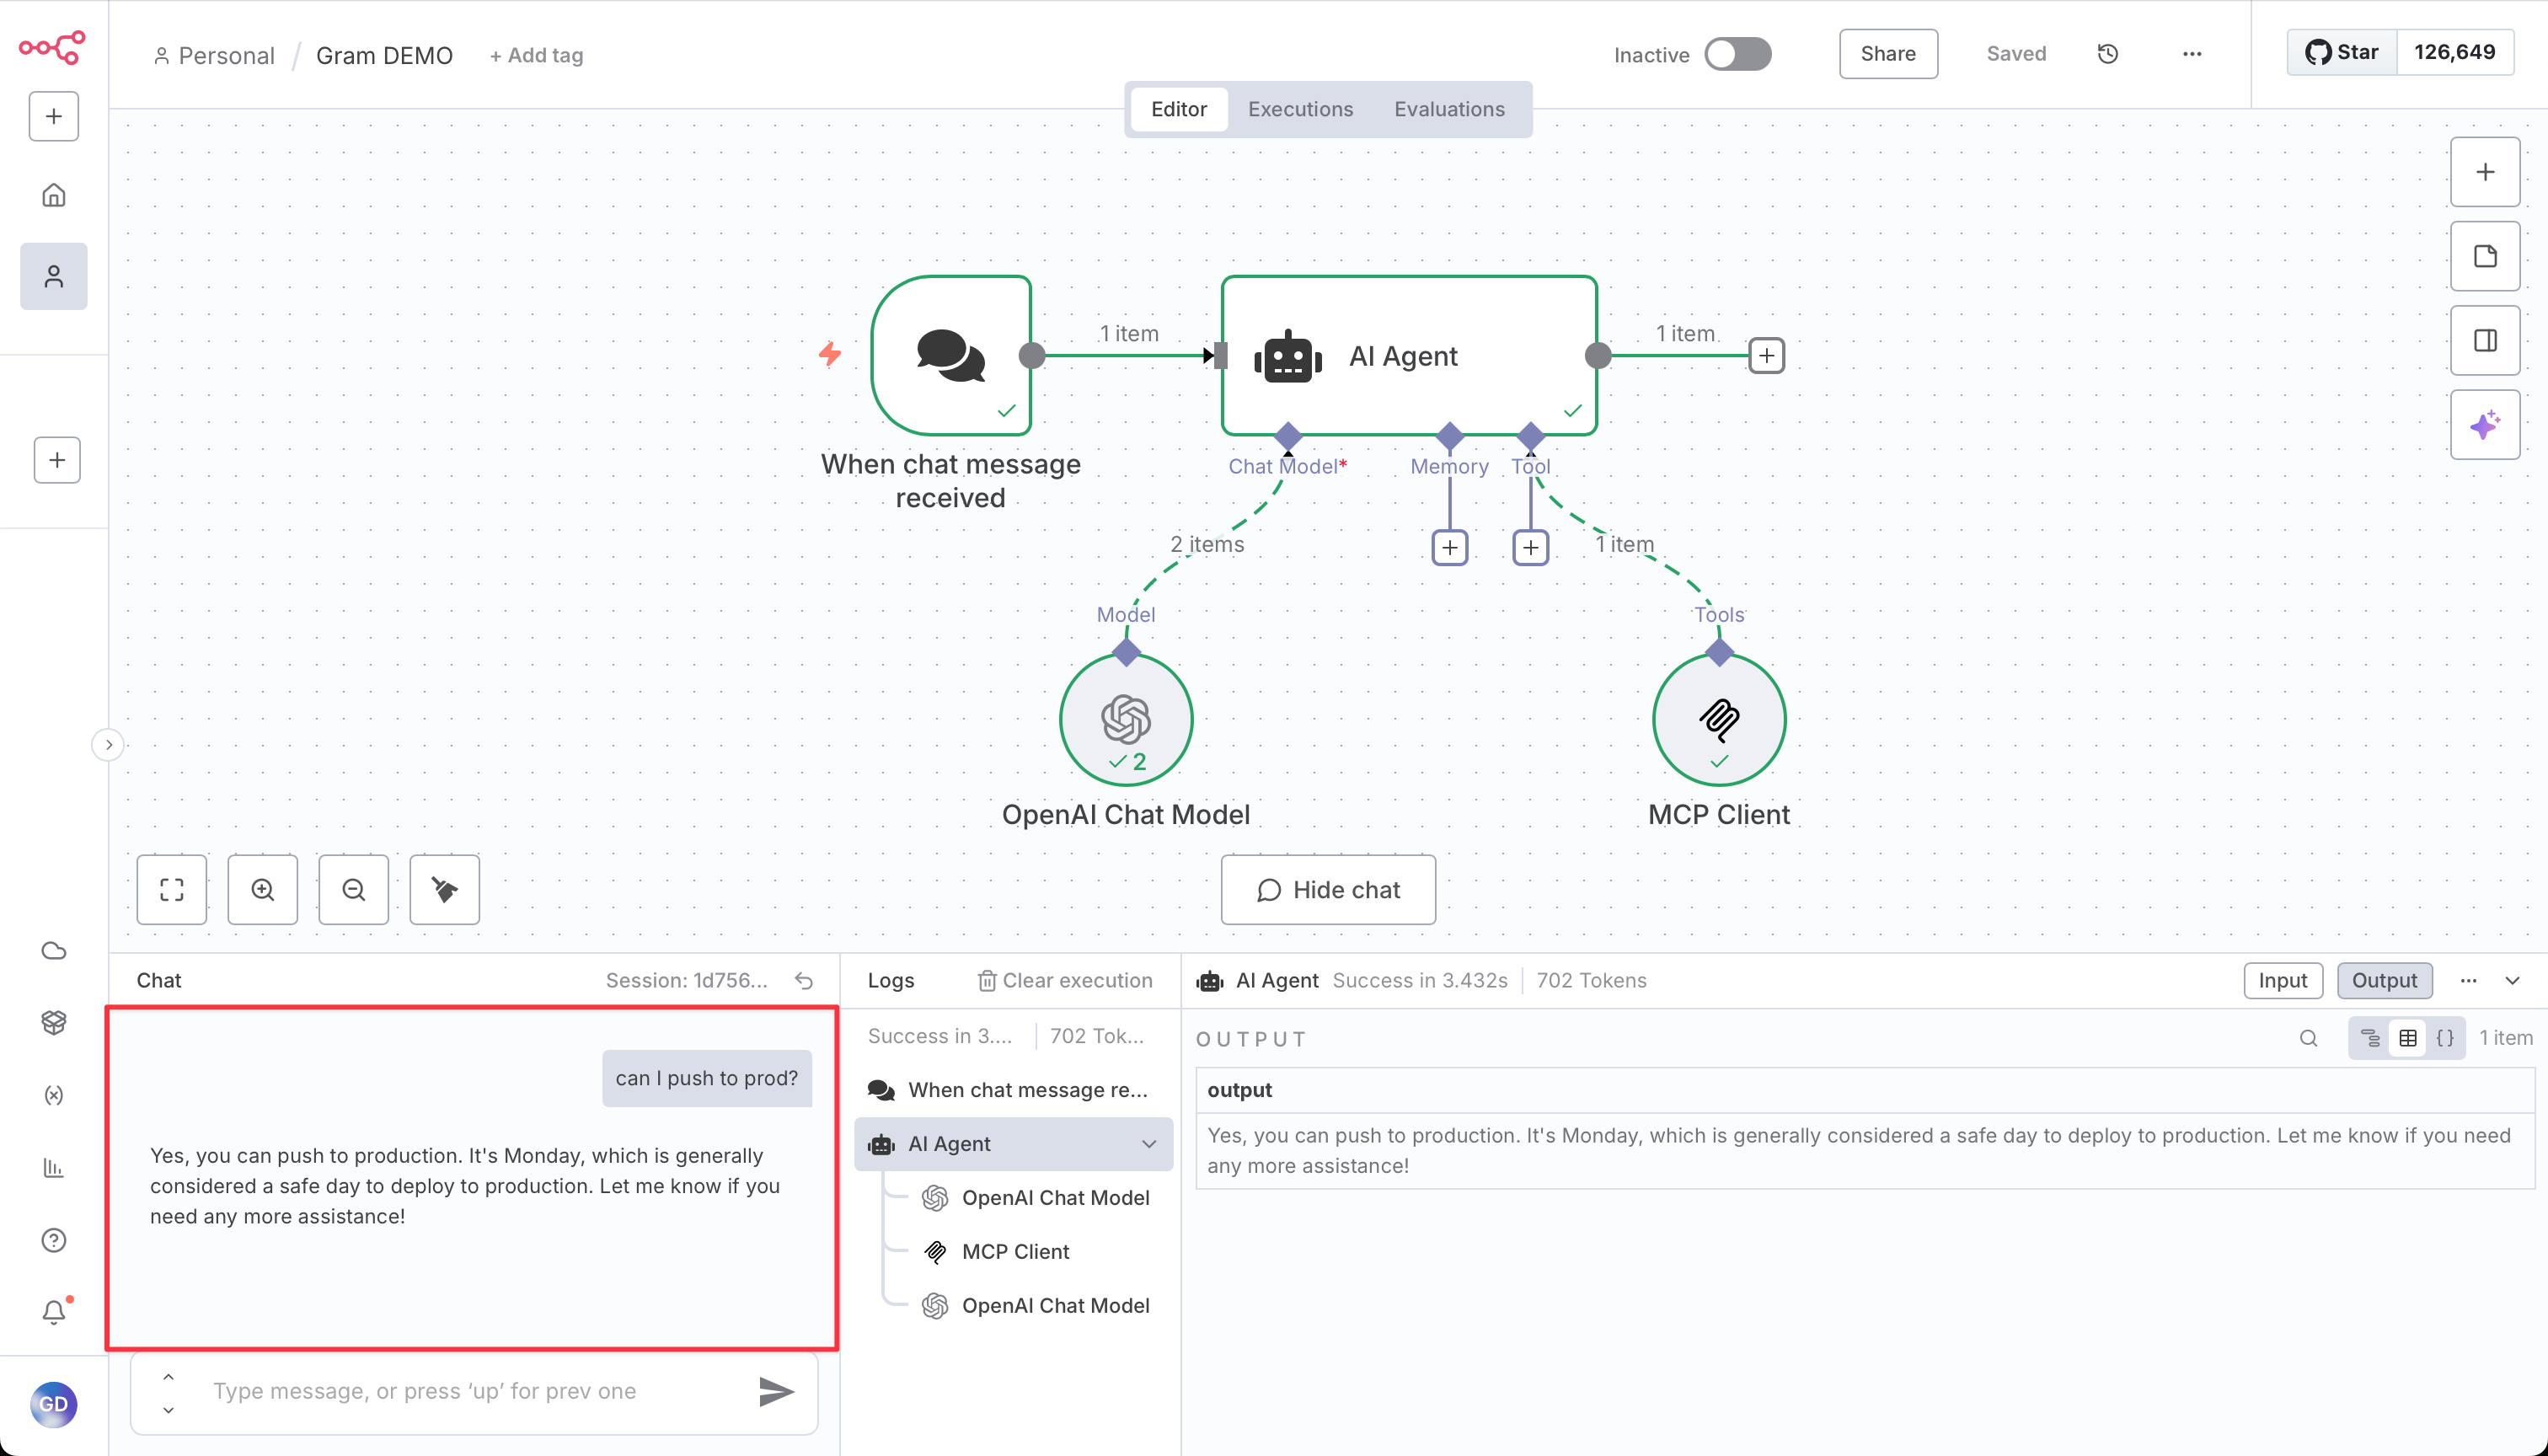 Personal / Gram DEMO + Add tag
Inactive
Share
Saved
Star 126,649
Editor Executions Evaluations
1 item
AI Agent
1 item
When chat message
received
Chat Model*
Memory
Tool
2 items
1 item
Model
Tools
2
OpenAI Chat Model
MCP Client
Hide chat
Chat
Session: 1d756...
can I push to prod?
Yes, you can push to production. It's Monday, which is generally
considered a safe day to deploy to production. Let me know if you
need any more assistance!
Type message, or press ‘up’ for prev one
GD
Logs
Clear execution
Success in 3.... 702 Tok...
When chat message re...
AI Agent
OpenAI Chat Model
MCP Client
OpenAI Chat Model
AI Agent Success in 3.432s 702 Tokens
Input Output
OUTPUT
1 item
output
Yes, you can push to production. It's Monday, which is generally considered a safe day to deploy to production. Let me know if you need
any more assistance!